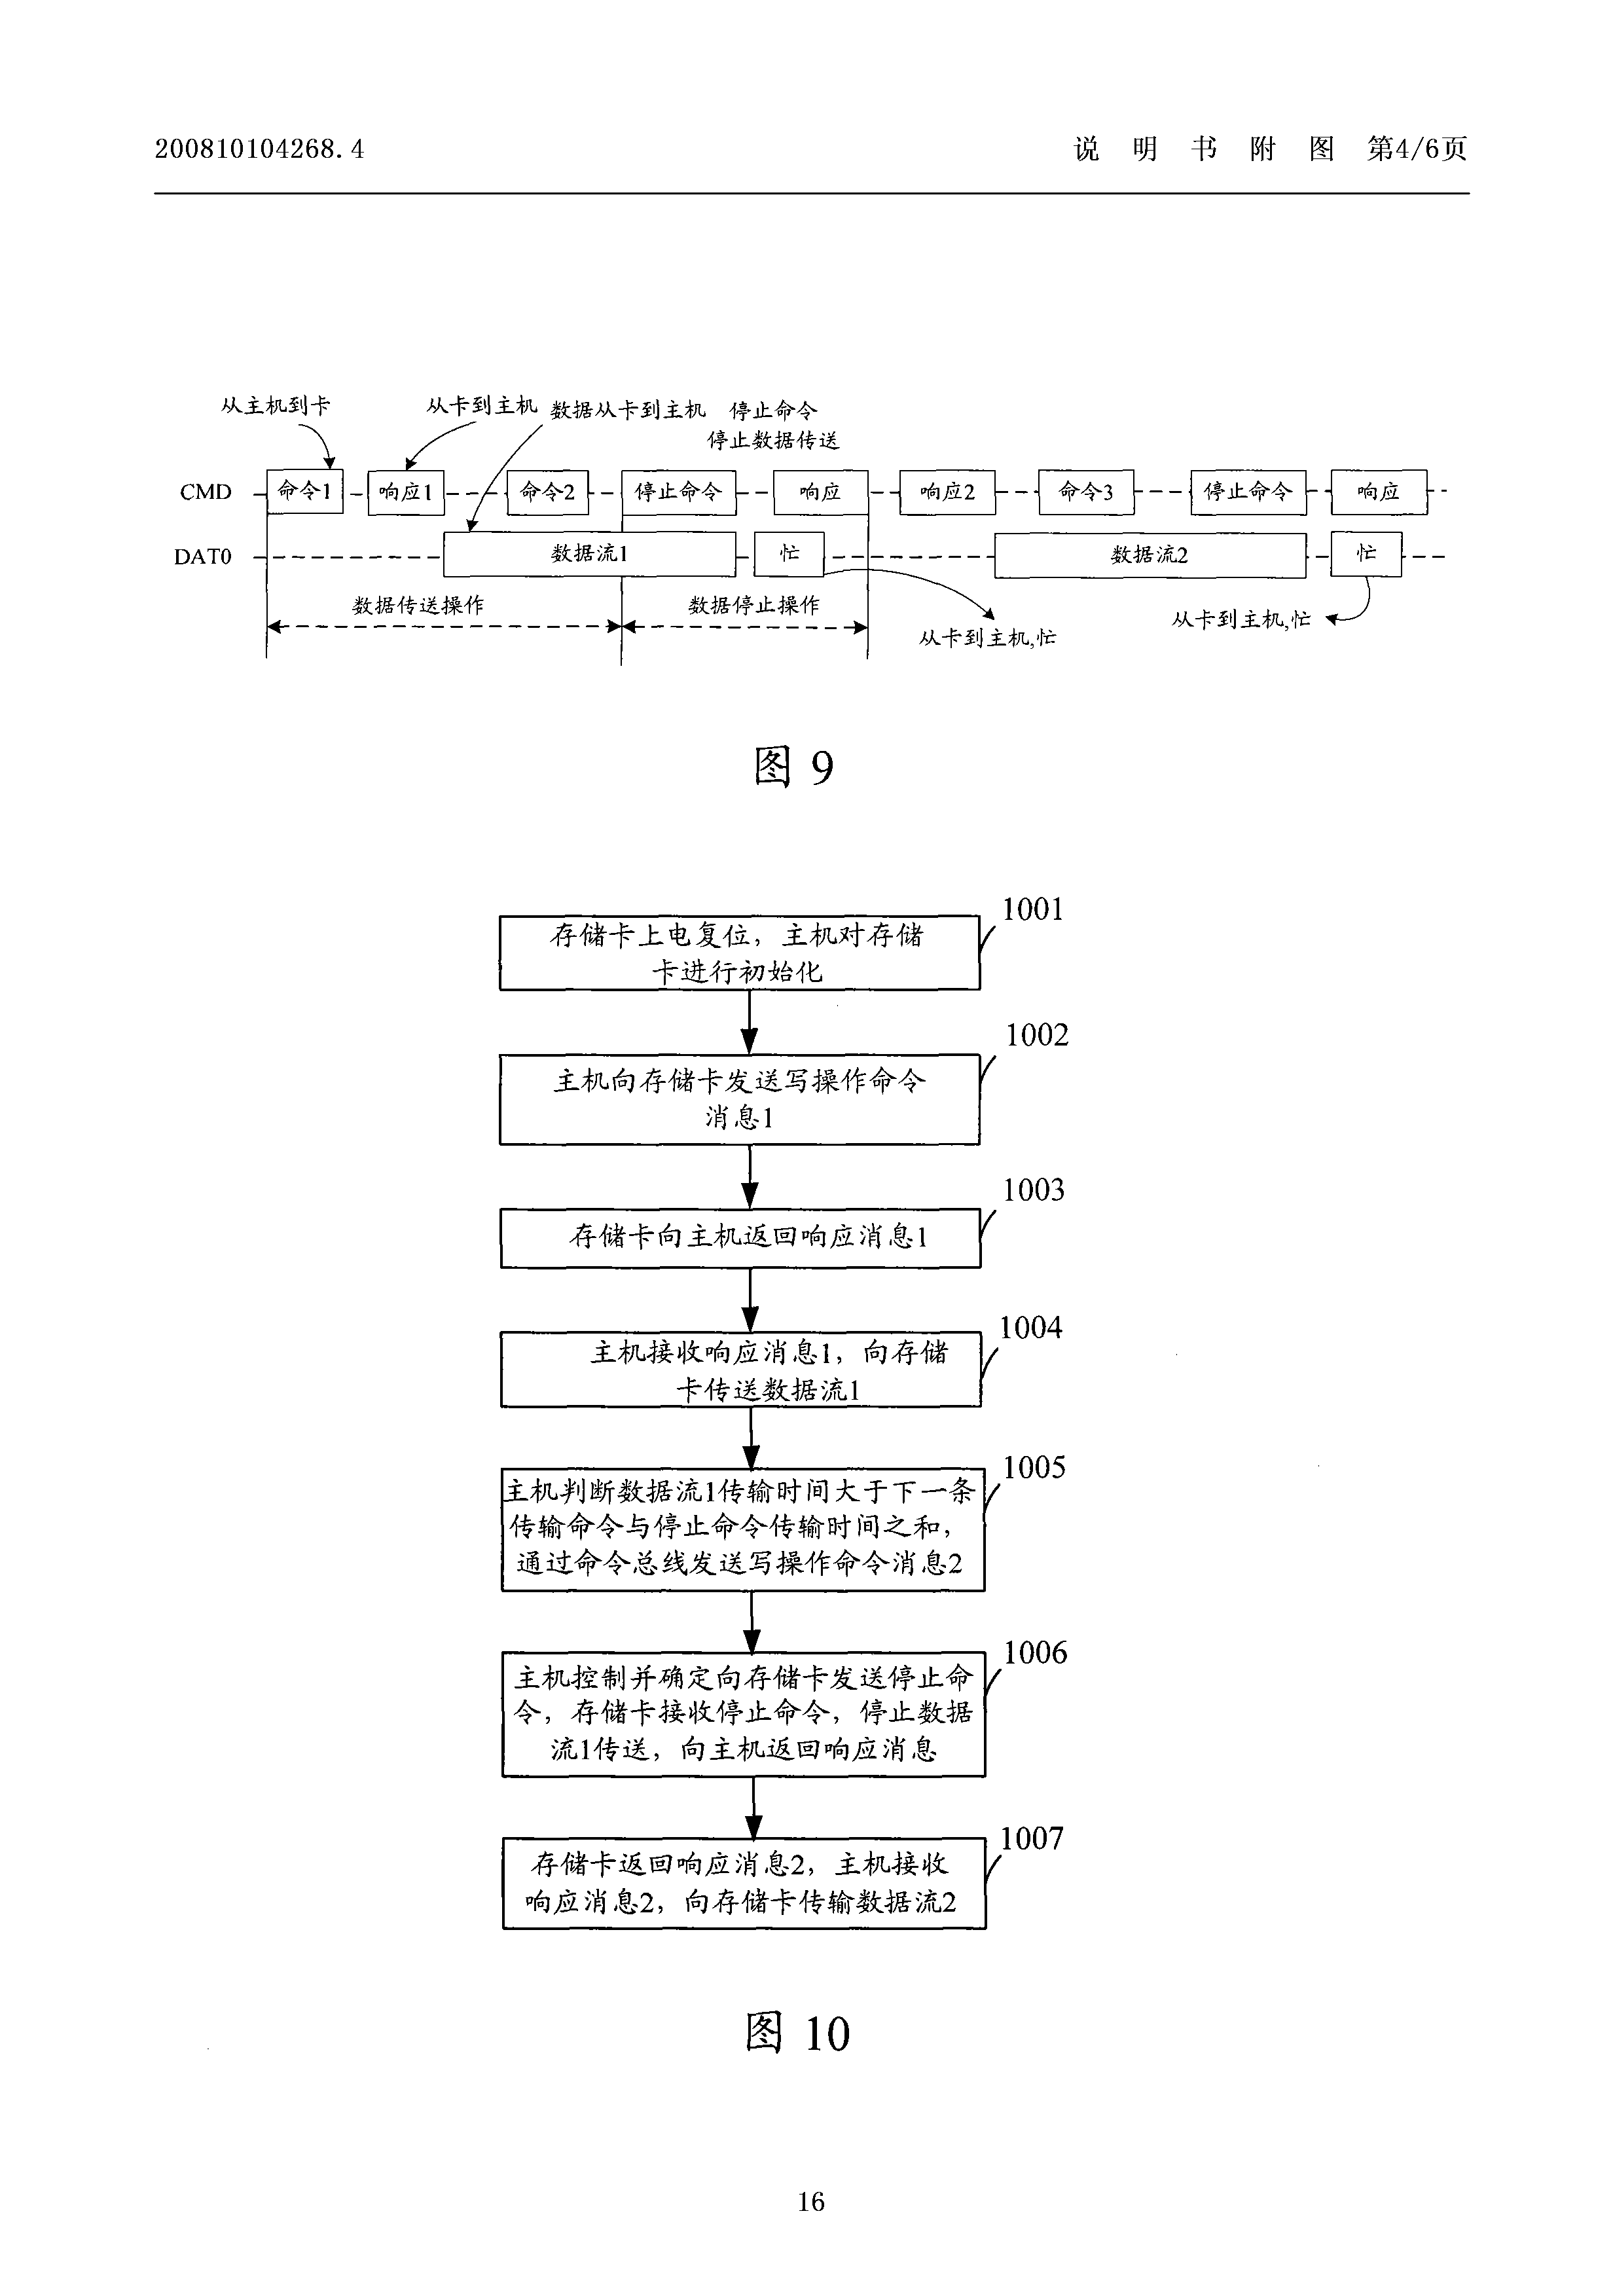 200810104268.4
说 明 书 附 图 第4/6页
从主机到卡
从卡到主机
数据从卡到主机
停止命令
停止数据传送
CMD
命令1
响应1
命令2
停止命令
响应
响应2
命令3
停止命令
响应
DAT0
数据流1
忙
数据流2
忙
数据传送操作
数据停止操作
从卡到主机,忙
从卡到主机,忙
图 9
1001
存储卡上电复位，主机对存储
卡进行初始化
1002
主机向存储卡发送写操作命令
消息1
1003
存储卡向主机返回响应消息1
1004
主机接收响应消息1，向存储
卡传送数据流1
1005
主机判断数据流1传输时间大于下一条
传输命令与停止命令传输时间之和，
通过命令总线发送写操作命令消息2
1006
主机控制并确定向存储卡发送停止命
令，存储卡接收停止命令，停止数据
流1传送，向主机返回响应消息
1007
存储卡返回响应消息2，主机接收
响应消息2，向存储卡传输数据流2
图 10
16